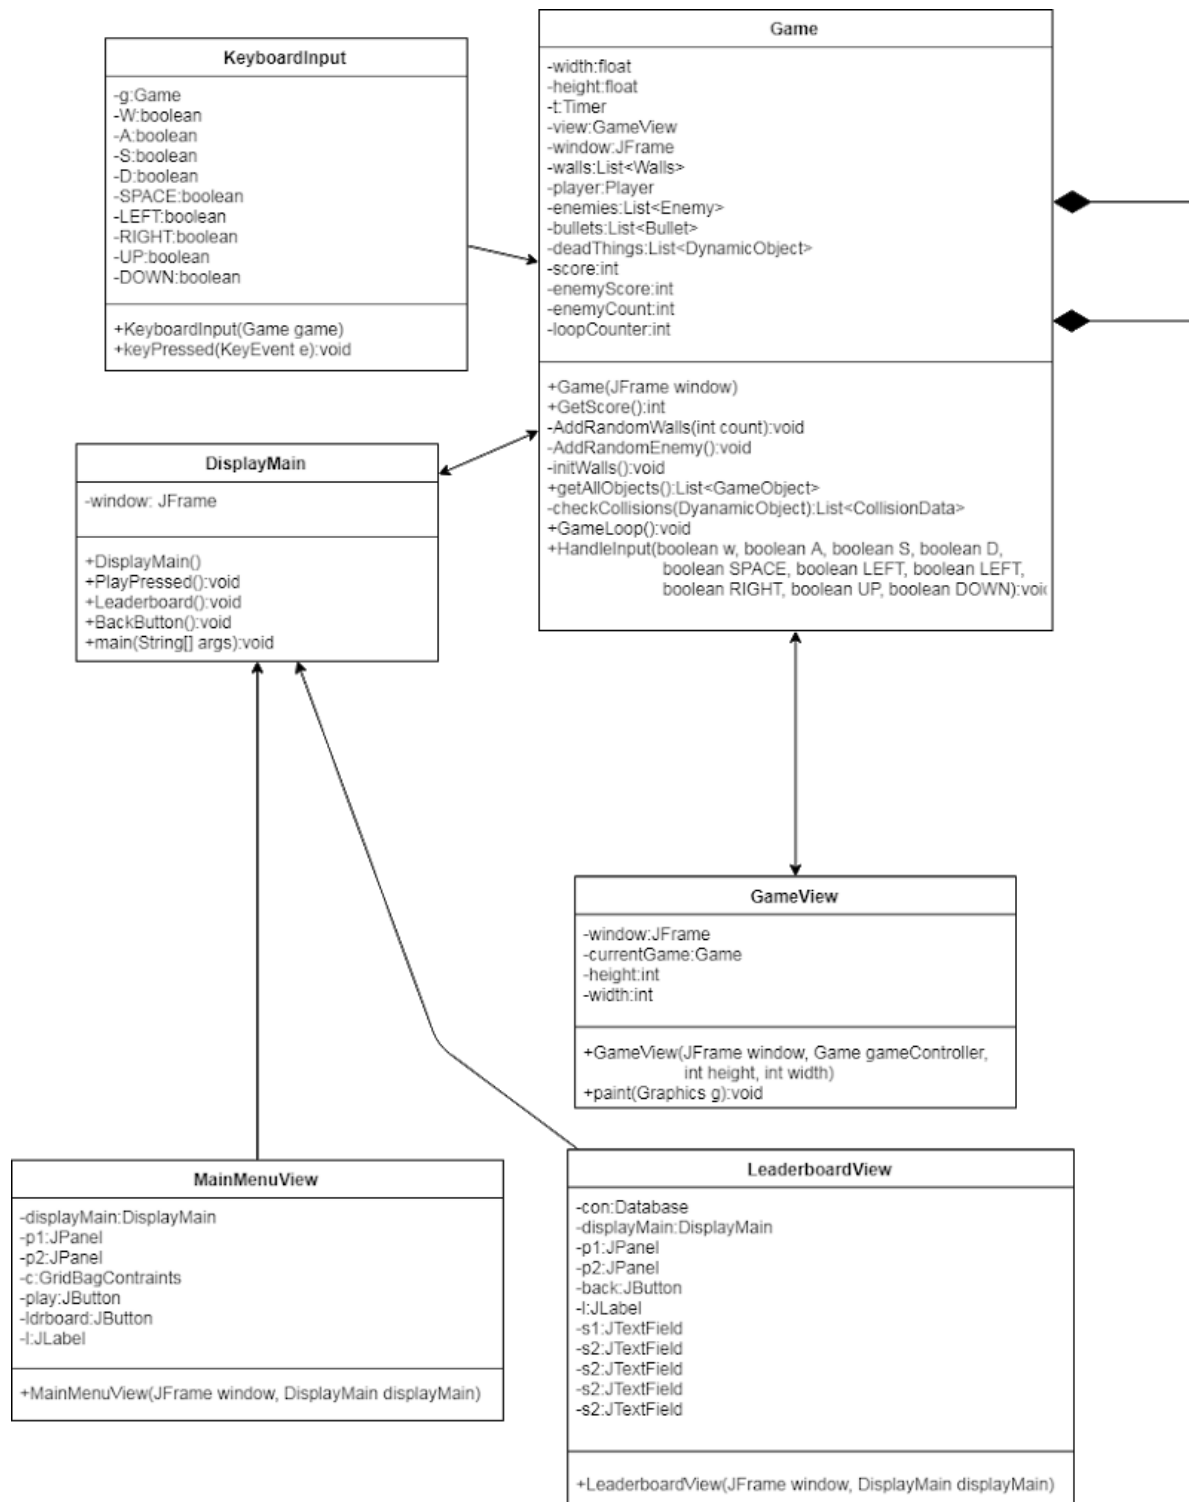 KeyboardInput
-g:Game
-W:boolean
-A:boolean
-S:boolean
-D:boolean
-SPACE:boolean
-LEFT:boolean
-RIGHT:boolean
-UP:boolean
-DOWN:boolean
+KeyboardInput(Game game)
+keyPressed(KeyEvent e):void
Game
-width:float
-height:float
-t:Timer
-view:GameView
-window:JFrame
-walls:List<Walls>
-player:Player
-enemies:List<Enemy>
-bullets:List<Bullet>
-deadThings:List<DynamicObject>
-score:int
-enemyScore:int
-enemyCount:int
-loopCounter:int
+Game(JFrame window)
+GetScore():int
-AddRandomWalls(int count):void
-AddRandomEnemy():void
-initWalls():void
+getAllObjects():List<GameObject>
-checkCollisions(DyanamicObject):List<CollisionData>
+GameLoop():void
+HandleInput(boolean w, boolean A, boolean S, boolean D,
boolean SPACE, boolean LEFT, boolean LEFT,
boolean RIGHT, boolean UP, boolean DOWN):void
DisplayMain
-window: JFrame
+DisplayMain()
+PlayPressed():void
+Leaderboard():void
+BackButton():void
+main(String[] args):void
GameView
-window:JFrame
-currentGame:Game
-height:int
-width:int
+GameView(JFrame window, Game gameController,
int height, int width)
+paint(Graphics g):void
MainMenuView
-displayMain:DisplayMain
-p1:JPanel
-p2:JPanel
-c:GridBagContraints
-play:JButton
-ldrboard:JButton
-l:JLabel
+MainMenuView(JFrame window, DisplayMain displayMain)
LeaderboardView
-con:Database
-displayMain:DisplayMain
-p1:JPanel
-p2:JPanel
-back:JButton
-l:JLabel
-s1:JTextField
-s2:JTextField
-s2:JTextField
-s2:JTextField
-s2:JTextField
+LeaderboardView(JFrame window, DisplayMain displayMain)